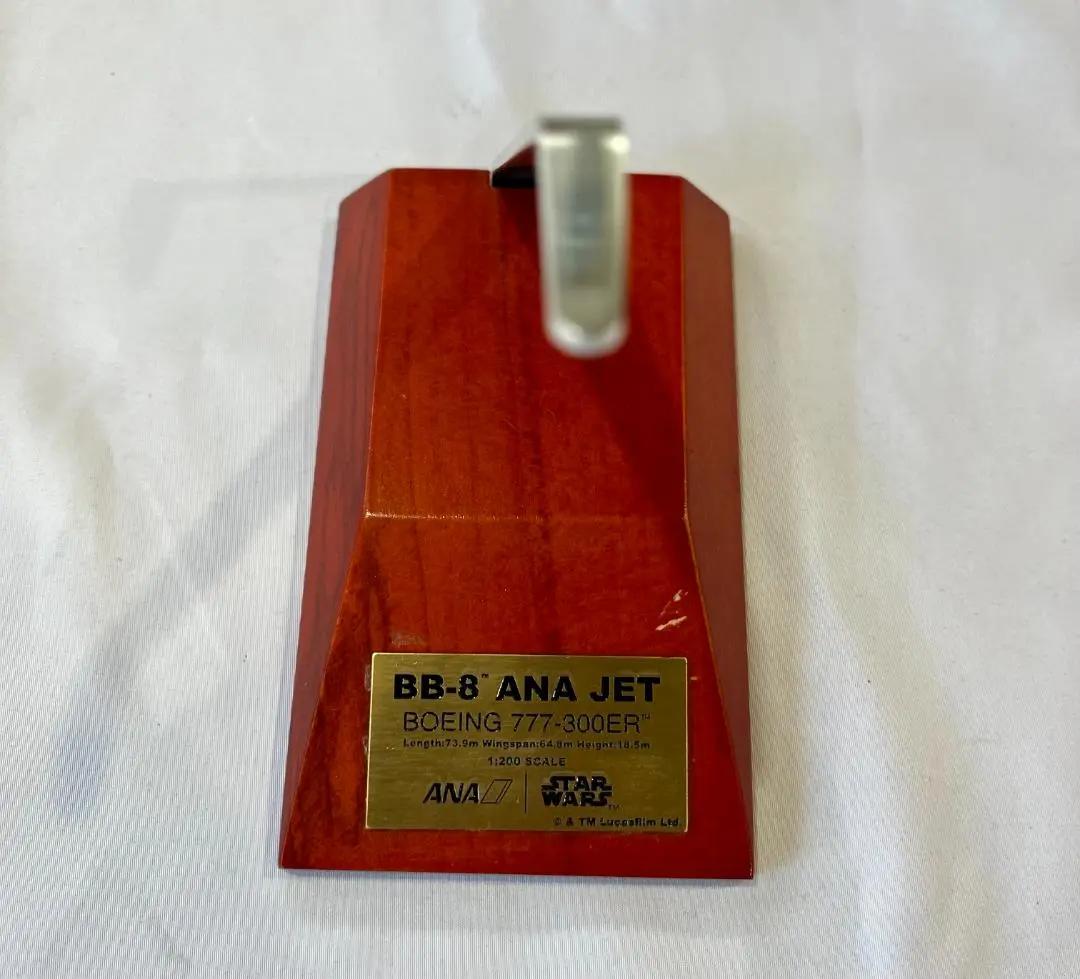 BB-8™ ANA JET
BOEING 777-300ER™
Length:73.9m Wingspan:64.8m Height:18.5m
1:200 SCALE
ANA STAR WARS™
© & TM Lucasfilm Ltd.